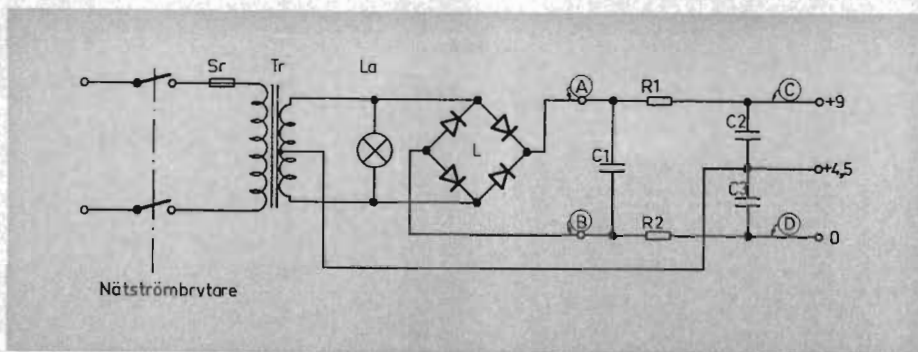 Sr Tr La A R1 C +9
C2
L
C1 +4,5
C3
B R2 D 0
Nätströmbrytare